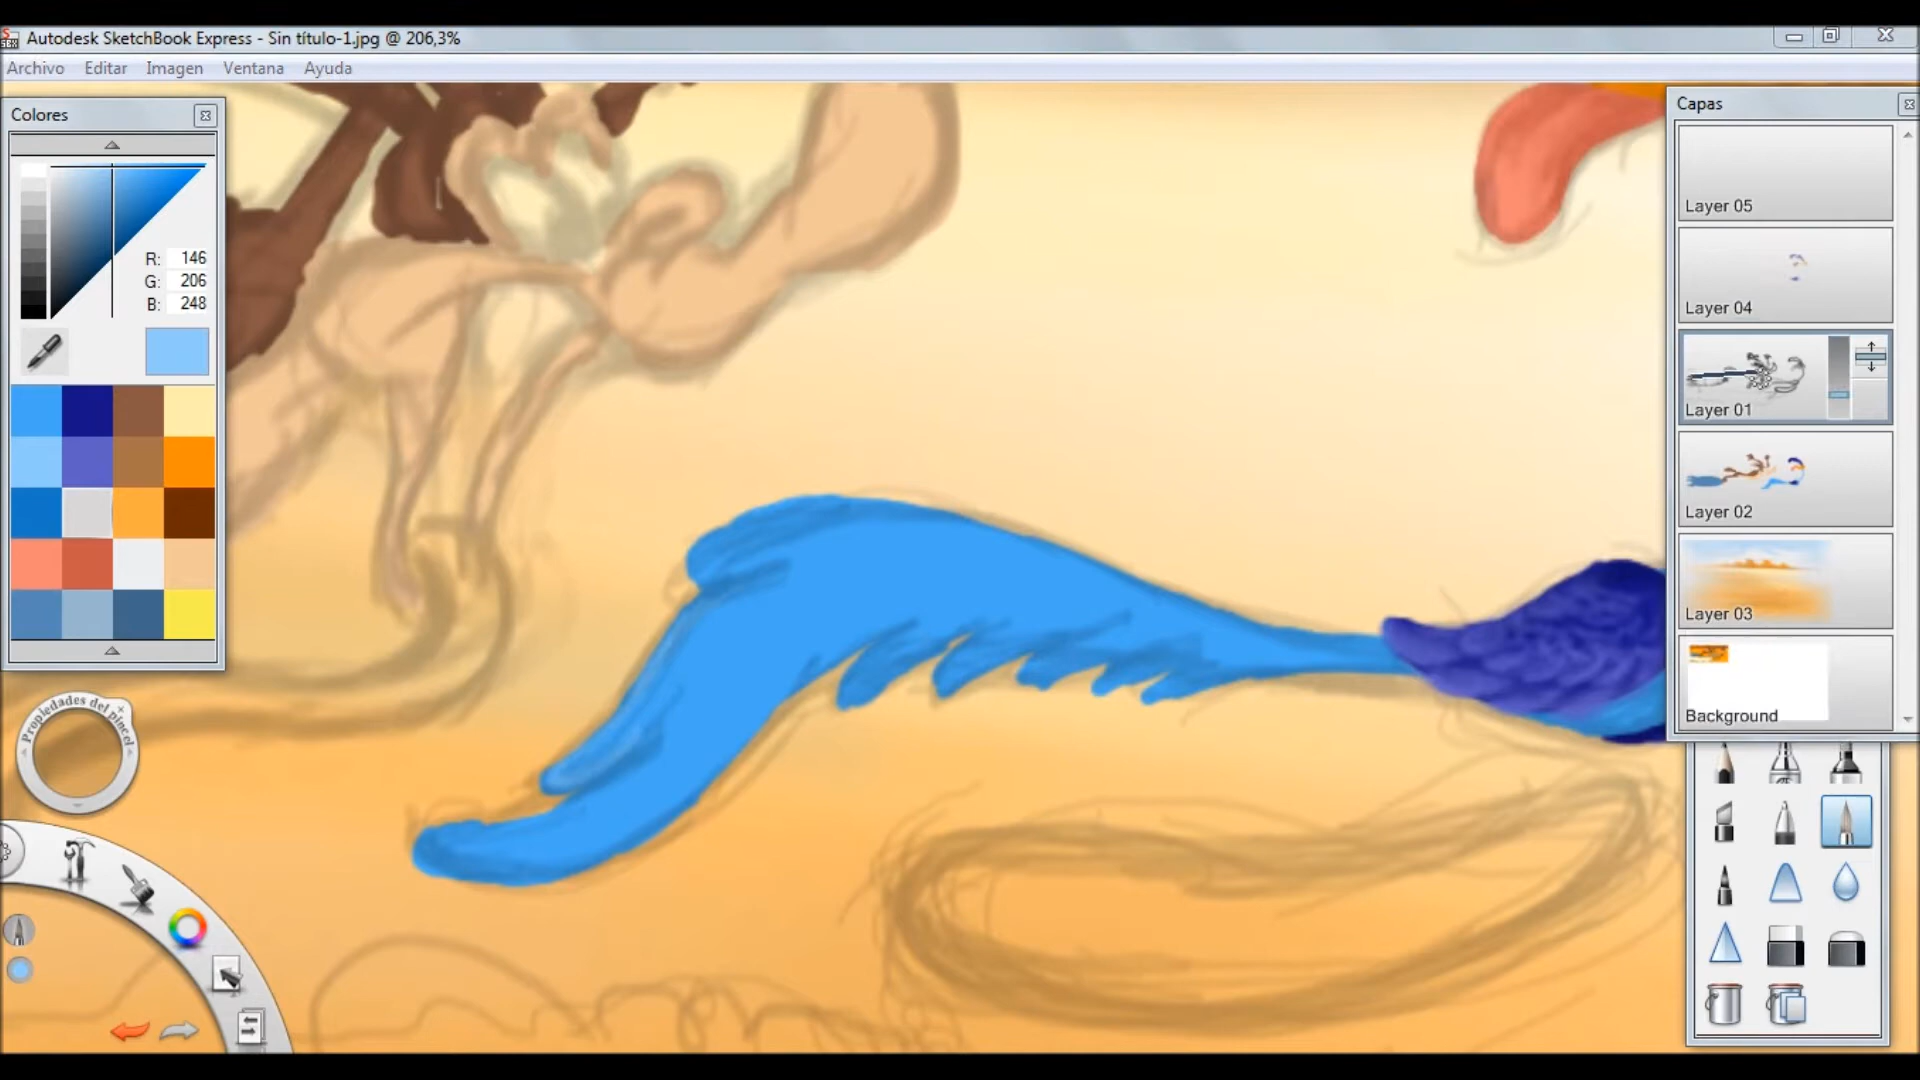 Autodesk SketchBook Express - Sin título-1.jpg @ 206,3%
Archivo Editar Imagen Ventana Ayuda
Colores
R: 146
G: 206
B: 248
Capas
Layer 05
Layer 04
Layer 01
Layer 02
Layer 03
Background
Propiedades del pincel